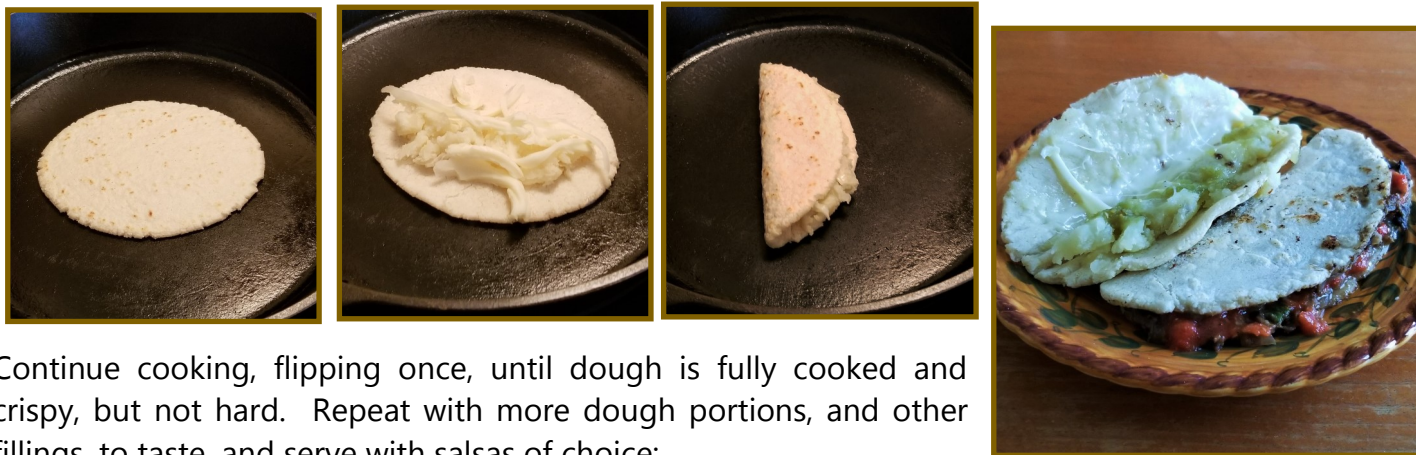 Continue cooking, flipping once, until dough is fully cooked and
crispy, but not hard. Repeat with more dough portions, and other
fillings, to taste, and serve with salsas of choice: